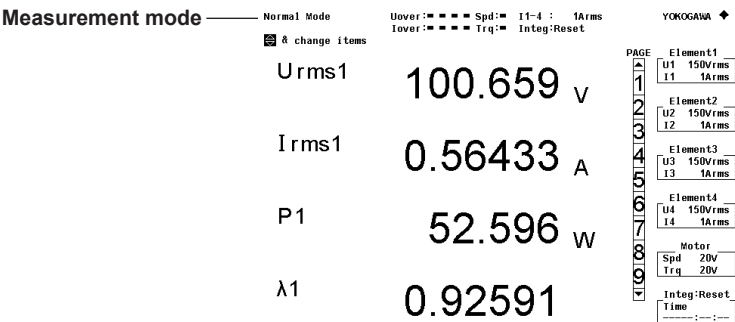 Measurement mode
Normal Mode
Uover:
Spd:
I1-4 : 1Arms
YOKOGAWA
Iover:
Trq:
Integ:Reset
& change items
PAGE
Urms1 100.659 V
Irms1 0.56433 A
P1 52.596 W
λ1 0.92591
1
2
3
4
5
6
7
8
9
Element1
U1 150Vrms
I1 1Arms
Element2
U2 150Vrms
I2 1Arms
Element3
U3 150Vrms
I3 1Arms
Element4
U4 150Vrms
I4 1Arms
Motor
Spd 20V
Trq 20V
Integ:Reset
Time
-----:--:--